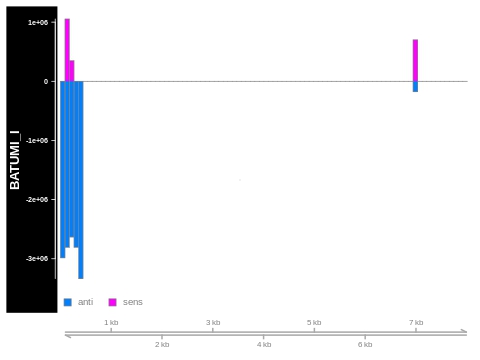 1e+06
0
-1e+06
-2e+06
-3e+06
BATUMI_I
anti sens
1 kb 3 kb 5 kb 7 kb
2 kb 4 kb 6 kb